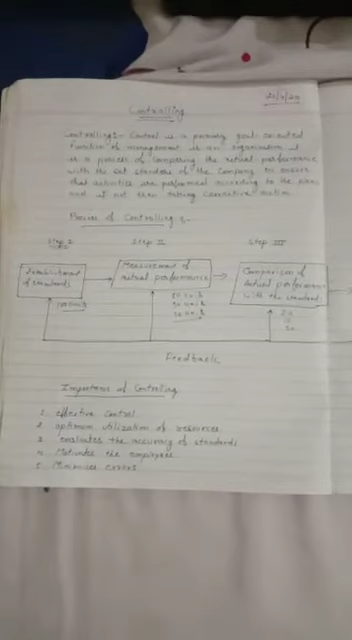 Controlling
ontrolling:- Control is a primary goal oriented
function of management in an organisation. It
is a process of comparing the actual performance
with the set standers of the Company to ensure
that activities are performed according to the plans
and if not then taking corrective action.
Process of Controlling :-
Step I Step II Step III
of standards
Measurement of
actual performance
Comparison of
Actual performance
with the standard
Feedback
Importance of Controlling
1. effective control
2. optimum utilization of resources
3. evaluates the accuracy of standards
4. Motivates the employees
5. Minimises errors